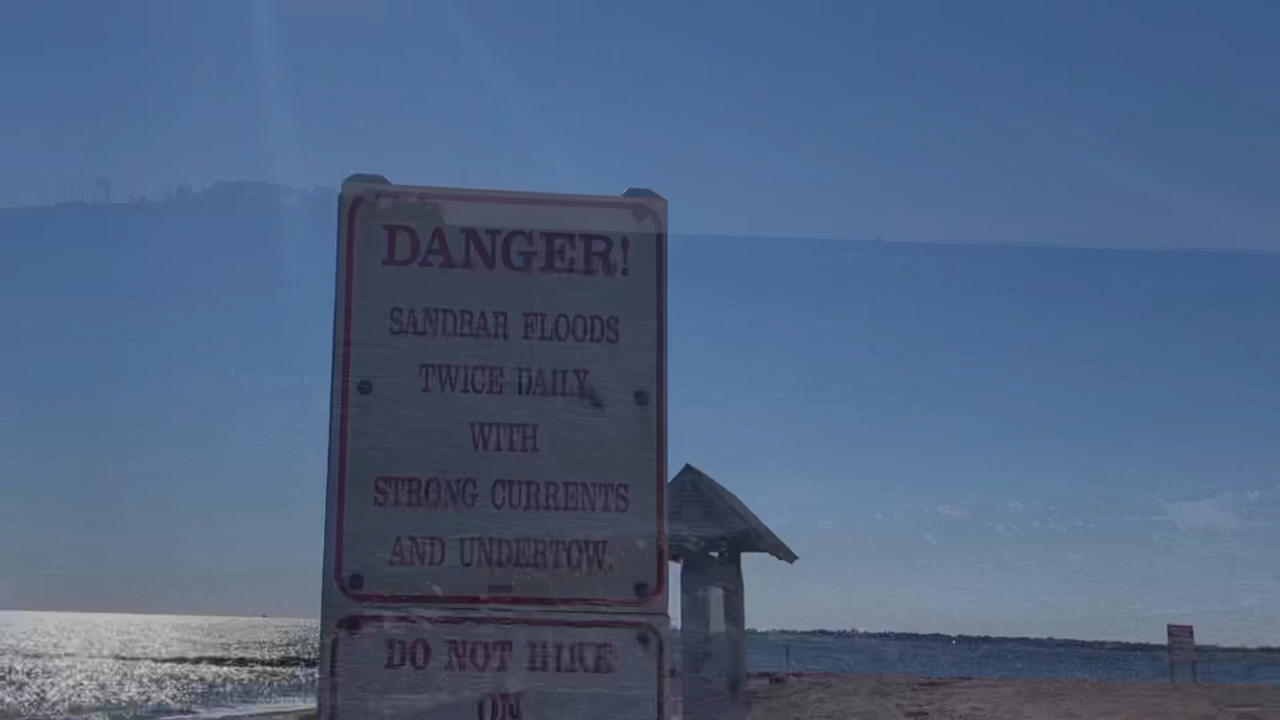 DANGER!
SANDBAR FLOODS
TWICE DAILY
WITH
STRONG CURRENTS
AND UNDERTOW.
DO NOT HIKE
ON